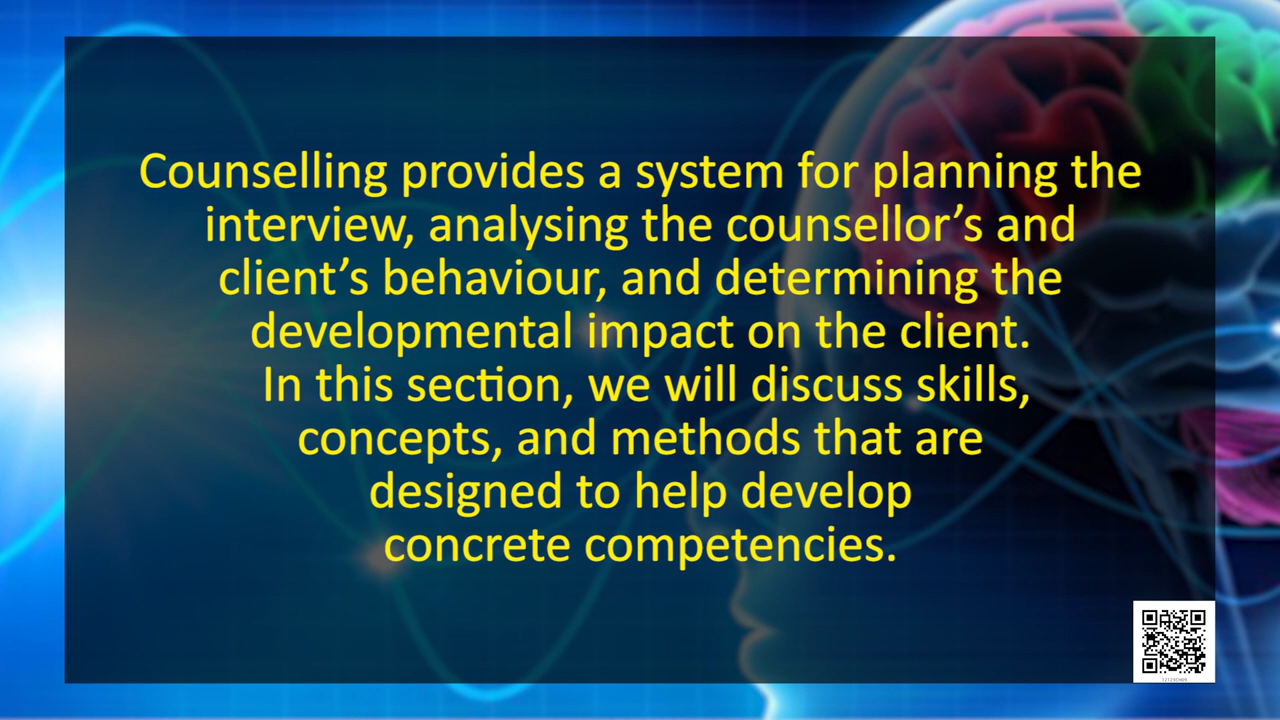 Counselling provides a system for planning the
interview, analysing the counsellor’s and
client’s behaviour, and determining the
developmental impact on the client.
In this section, we will discuss skills,
concepts, and methods that are
designed to help develop
concrete competencies.